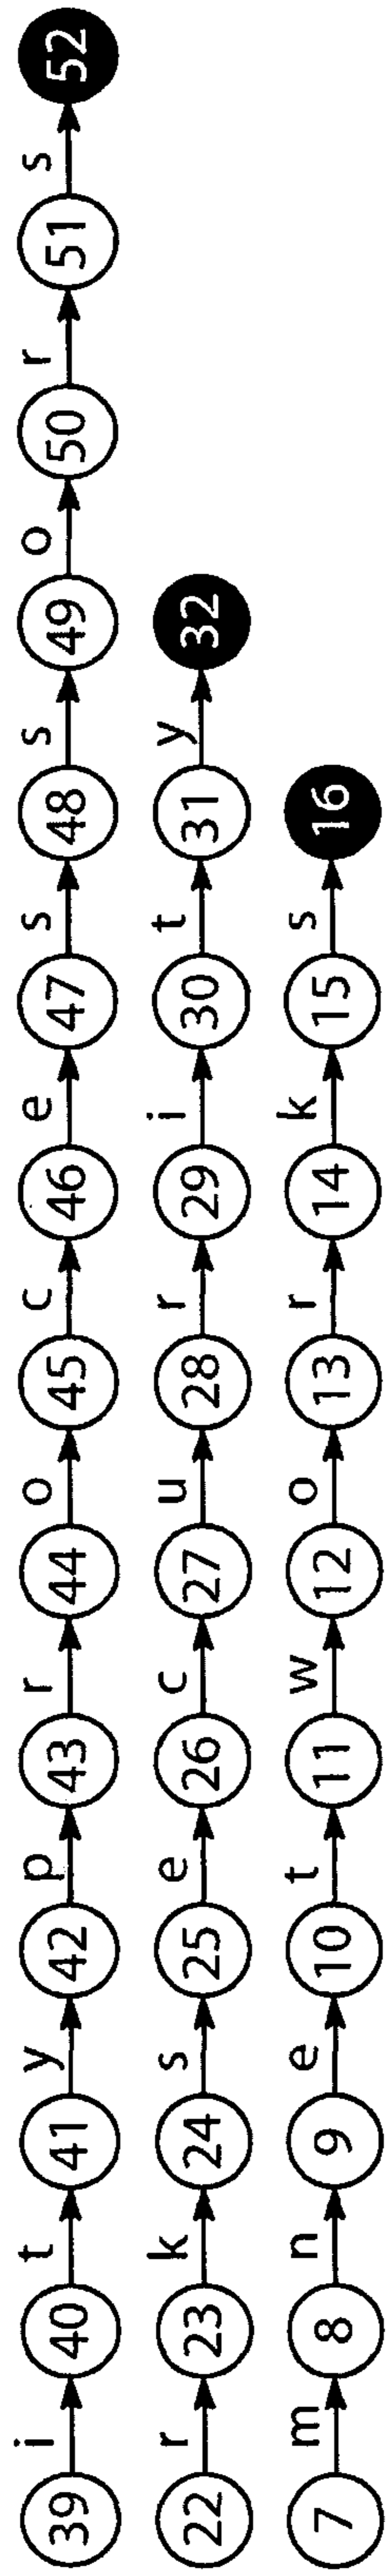 i t y p r o c e s s o r s
39 40 41 42 43 44 45 46 47 48 49 50 51 52
r k s e c u r i t y
22 23 24 25 26 27 28 29 30 31 32
m n e t w o r k s
7 8 9 10 11 12 13 14 15 16